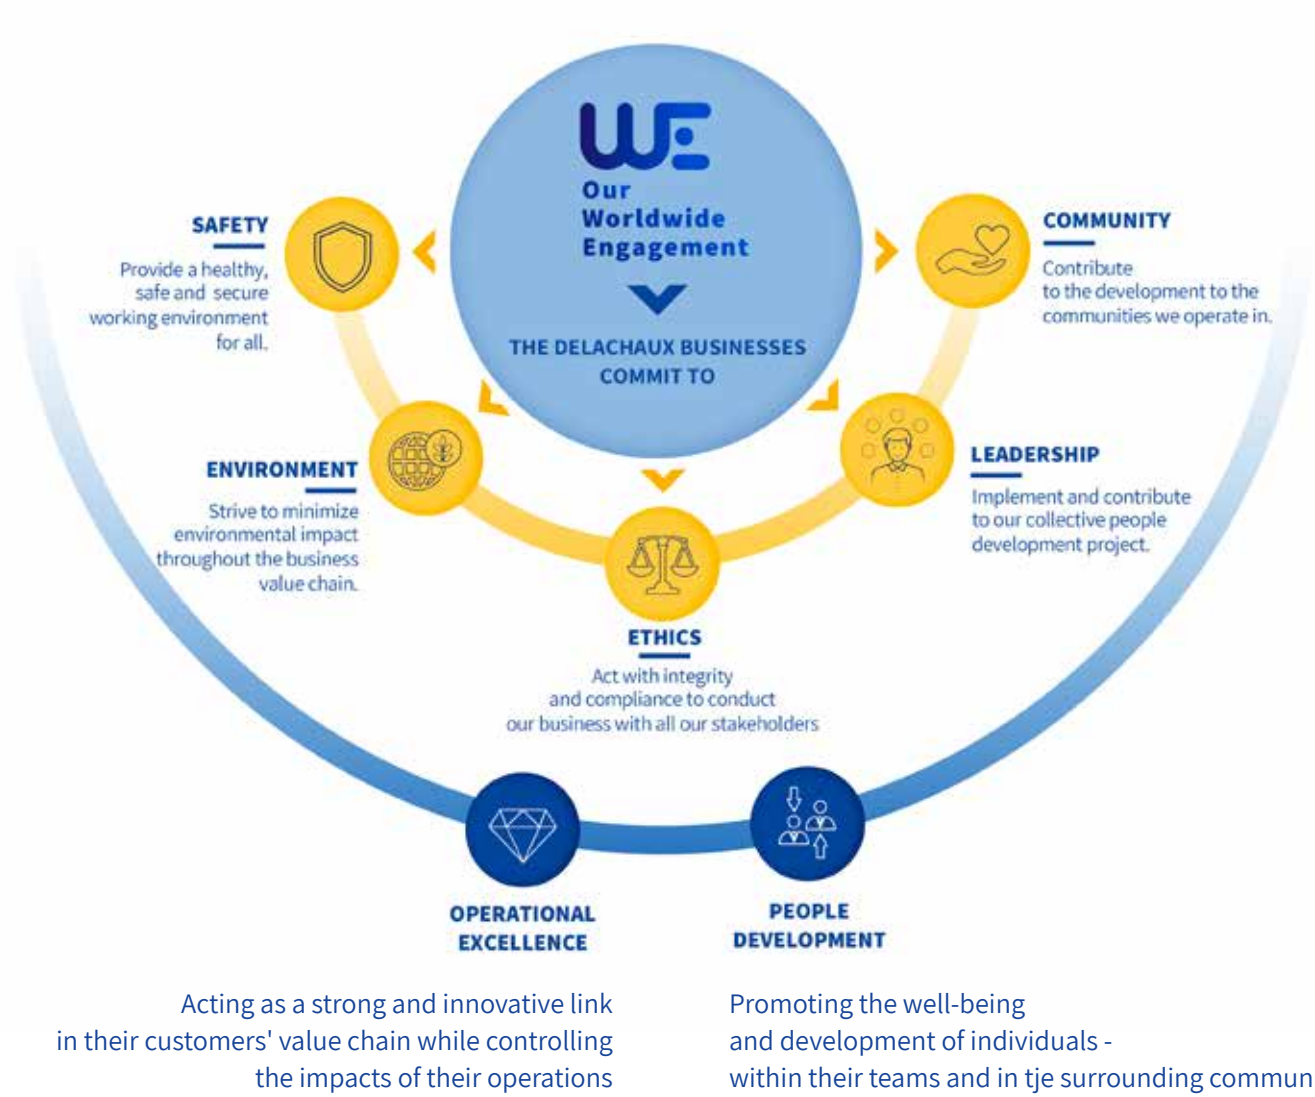 WE
Our
Worldwide
Engagement
THE DELACHAUX BUSINESSES
COMMIT TO
SAFETY
Provide a healthy,
safe and secure
working environment
for all.
ENVIRONMENT
Strive to minimize
environmental impact
throughout the business
value chain.
ETHICS
Act with integrity
and compliance to conduct
our business with all our stakeholders
LEADERSHIP
Implement and contribute
to our collective people
development project.
COMMUNITY
Contribute
to the development to the
communities we operate in.
OPERATIONAL
EXCELLENCE
Acting as a strong and innovative link
in their customers' value chain while controlling
the impacts of their operations
PEOPLE
DEVELOPMENT
Promoting the well-being
and development of individuals -
within their teams and in tje surrounding commun